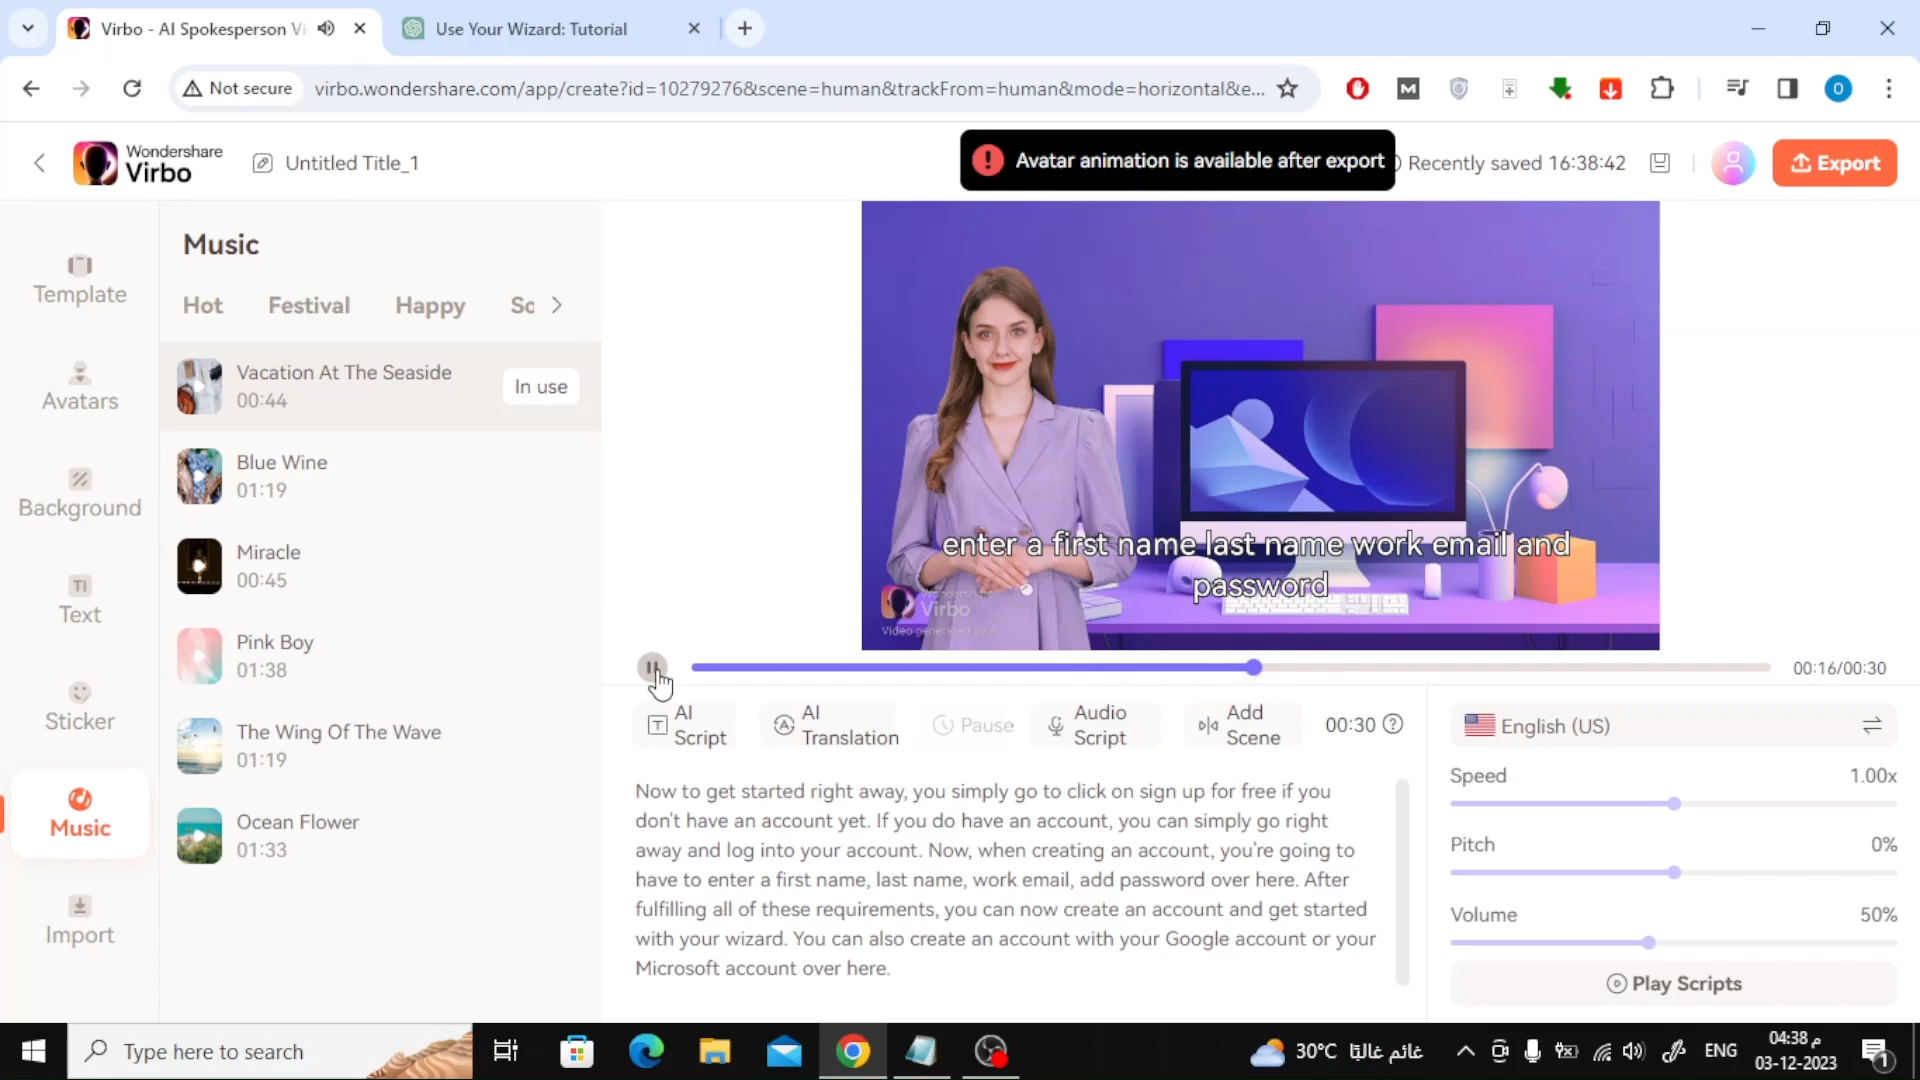 Virbo - AI Spokesperson Vi
Use Your Wizard: Tutorial
Not secure
virbo.wondershare.com/app/create?id=10279276&scene=human&trackFrom=human&mode=horizontal&e...
M
O
Wondershare
Virbo
Untitled Title_1
Avatar animation is available after export
Recently saved 16:38:42
Export
Template
Avatars
Background
Text
Sticker
Music
Import
Music
Hot
Festival
Happy
Vacation At The Seaside
00:44
In use
Blue Wine
01:19
Miracle
00:45
Pink Boy
01:38
The Wing Of The Wave
01:19
Ocean Flower
01:33
enter a first name last name work email and
password
Wondershare
Virbo
Video generated by AI
00:16/00:30
AI Script
AI Translation
Pause
Audio Script
Add Scene
00:30
Now to get started right away, you simply go to click on sign up for free if you
don't have an account yet. If you do have an account, you can simply go right
away and log into your account. Now, when creating an account, you're going to
have to enter a first name, last name, work email, add password over here. After
fulfilling all of these requirements, you can now create an account and get started
with your wizard. You can also create an account with your Google account or your
Microsoft account over here.
English (US)
Speed
1.00x
Pitch
0%
Volume
50%
Play Scripts
Type here to search
30°C غائم غالبًا
ENG
04:38 م
03-12-2023
1